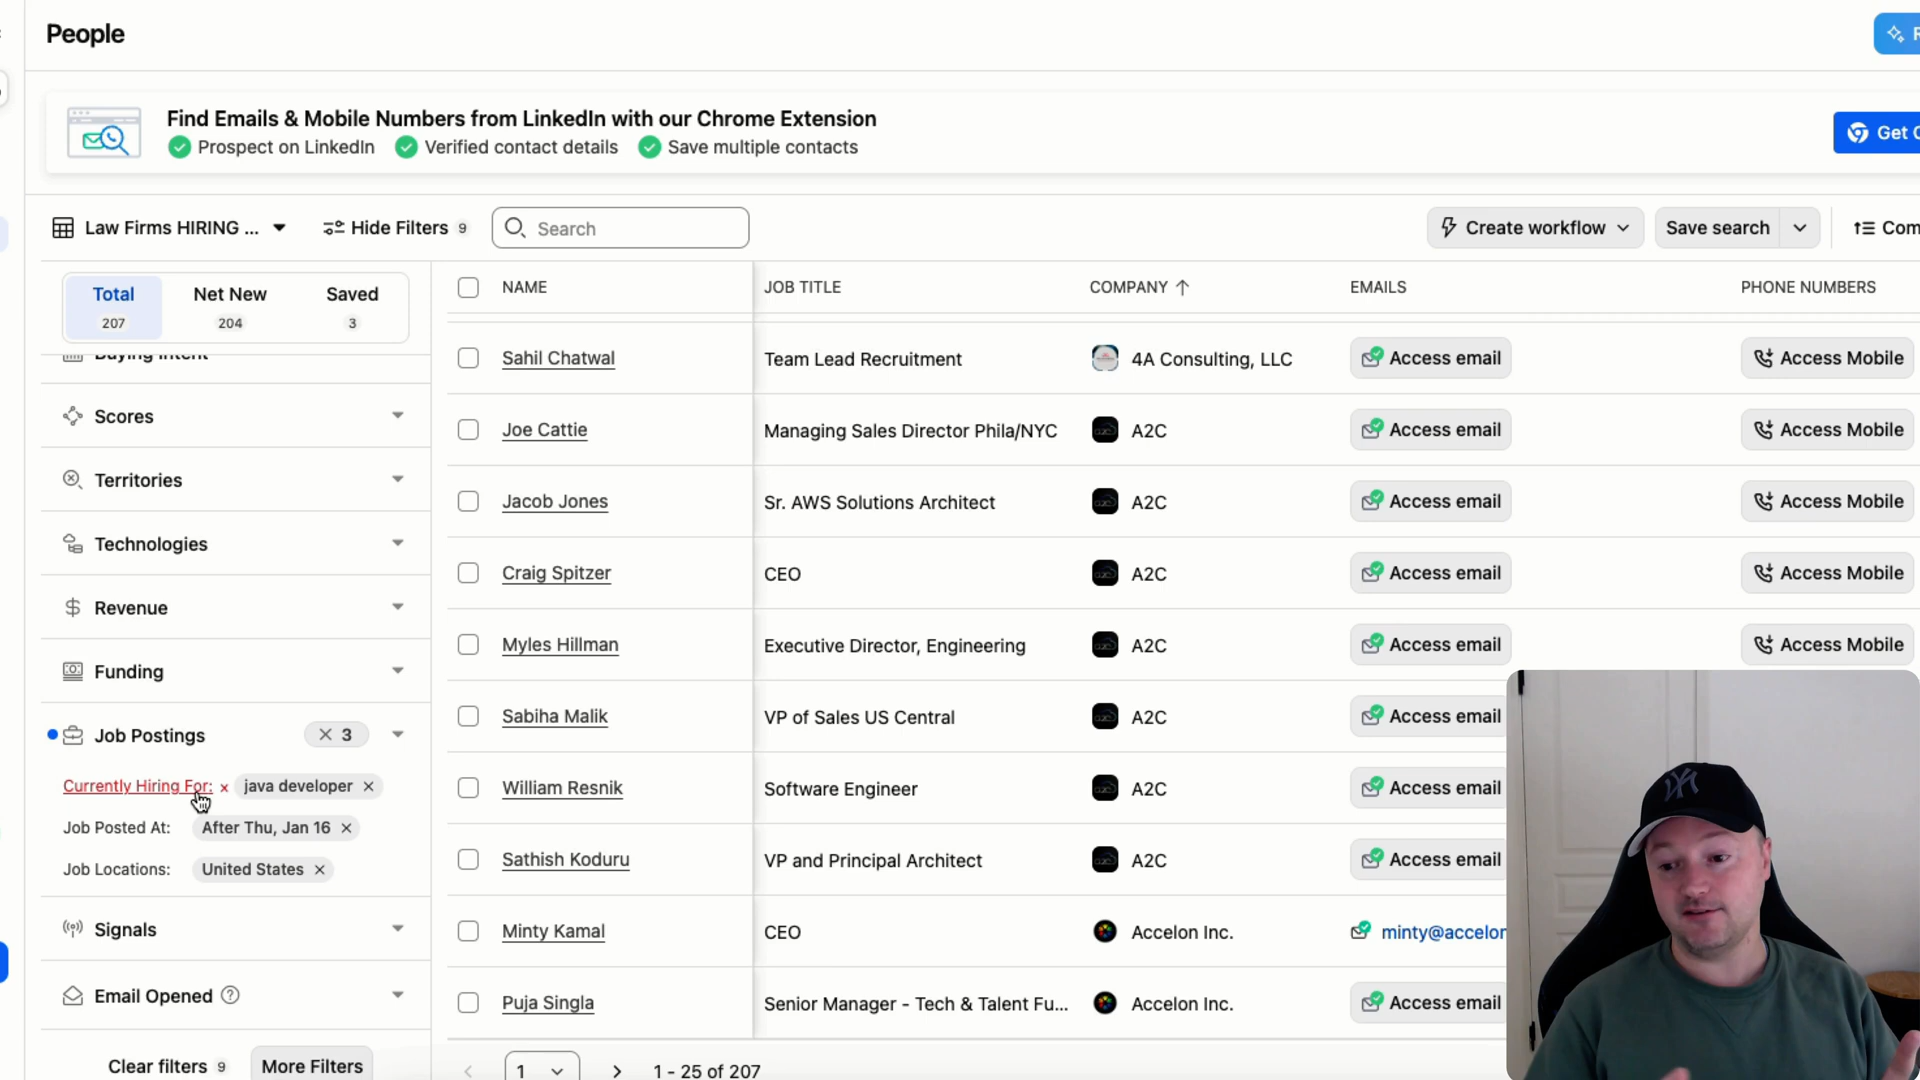 People
Find Emails & Mobile Numbers from LinkedIn with our Chrome Extension
Prospect on LinkedIn Verified contact details Save multiple contacts
Get
Law Firms HIRING ... Hide Filters 9 Search Create workflow Save search
Total Net New Saved
207 204 3
NAME JOB TITLE COMPANY EMAILS PHONE NUMBERS
Buying Intent
Sahil Chatwal Team Lead Recruitment 4A Consulting, LLC Access email Access Mobile
Scores
Joe Cattie Managing Sales Director Phila/NYC A2C Access email Access Mobile
Territories
Jacob Jones Sr. AWS Solutions Architect A2C Access email Access Mobile
Technologies
Craig Spitzer CEO A2C Access email Access Mobile
Revenue
Myles Hillman Executive Director, Engineering A2C Access email Access Mobile
Funding
Sabiha Malik VP of Sales US Central A2C Access email
Job Postings 3
Currently Hiring For: java developer
William Resnik Software Engineer A2C Access email
Job Posted At: After Thu, Jan 16
Job Locations: United States
Sathish Koduru VP and Principal Architect A2C Access email
Signals
Minty Kamal CEO Accelon Inc. minty@accelon
Email Opened
Puja Singla Senior Manager - Tech & Talent Fu... Accelon Inc. Access email
Clear filters 9 More Filters
1 1 - 25 of 207